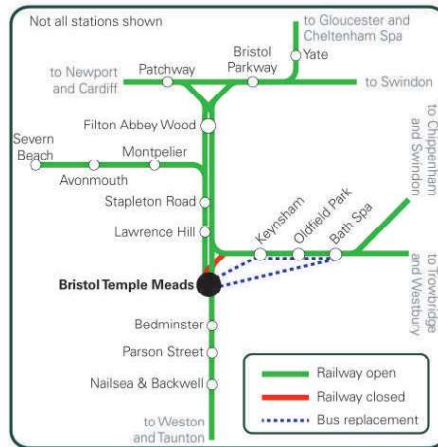 Not all stations shown
to Gloucester and
Cheltenham Spa
Yate
Bristol
Parkway
Patchway
to Newport
and Cardiff
to Swindon
Filton Abbey Wood
to Chippenham
and Swindon
Severn
Beach
Montpelier
Avonmouth
Stapleton Road
Lawrence Hill
Keynsham
Oldfield Park
Bath Spa
to Trowbridge
and Westbury
Bristol Temple Meads
Bedminster
Parson Street
Nailsea & Backwell
to Weston
and Taunton
Railway open
Railway closed
Bus replacement